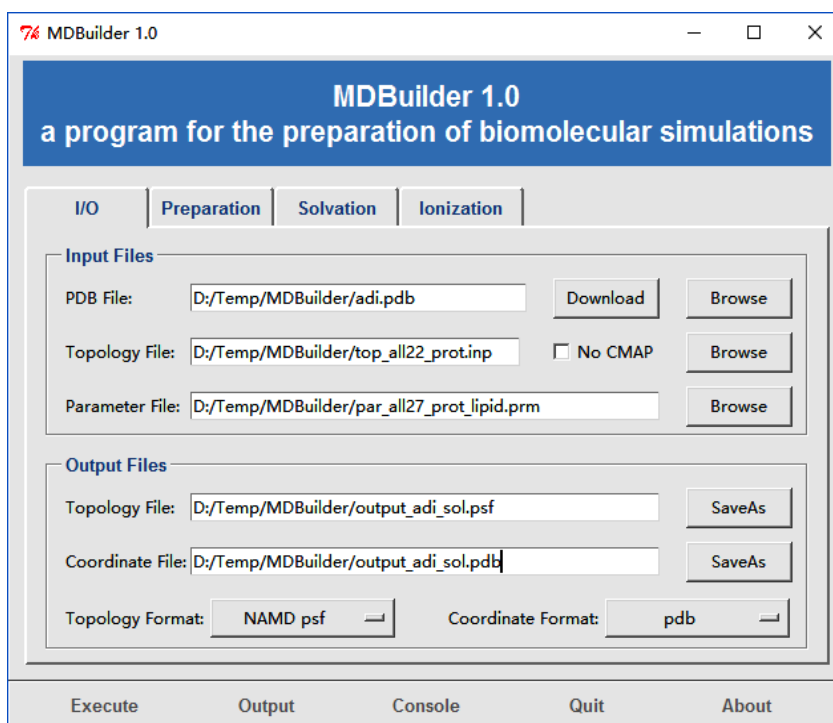 MDBuilder 1.0
MDBuilder 1.0
a program for the preparation of biomolecular simulations
I/O Preparation Solvation Ionization
Input Files
PDB File: D:/Temp/MDBuilder/adi.pdb Download Browse
Topology File: D:/Temp/MDBuilder/top_all22_prot.inp No CMAP Browse
Parameter File: D:/Temp/MDBuilder/par_all27_prot_lipid.prm Browse
Output Files
Topology File: D:/Temp/MDBuilder/output_adi_sol.psf SaveAs
Coordinate File: D:/Temp/MDBuilder/output_adi_sol.pdb SaveAs
Topology Format: NAMD psf Coordinate Format: pdb
Execute Output Console Quit About